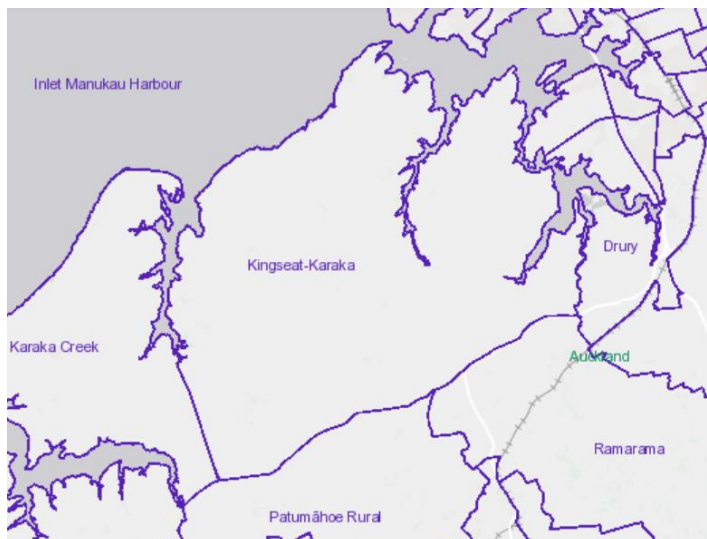 Inlet Manukau Harbour
Drury
Kingseat-Karaka
Karaka Creek
Auckland
Ramarama
Patumāhoe Rural